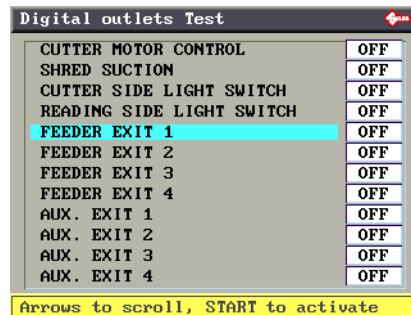 Digital outlets Test
CUTTER MOTOR CONTROL OFF
SHRED SUCTION OFF
CUTTER SIDE LIGHT SWITCH OFF
READING SIDE LIGHT SWITCH OFF
FEEDER EXIT 1 OFF
FEEDER EXIT 2 OFF
FEEDER EXIT 3 OFF
FEEDER EXIT 4 OFF
AUX. EXIT 1 OFF
AUX. EXIT 2 OFF
AUX. EXIT 3 OFF
AUX. EXIT 4 OFF
Arrows to scroll, START to activate